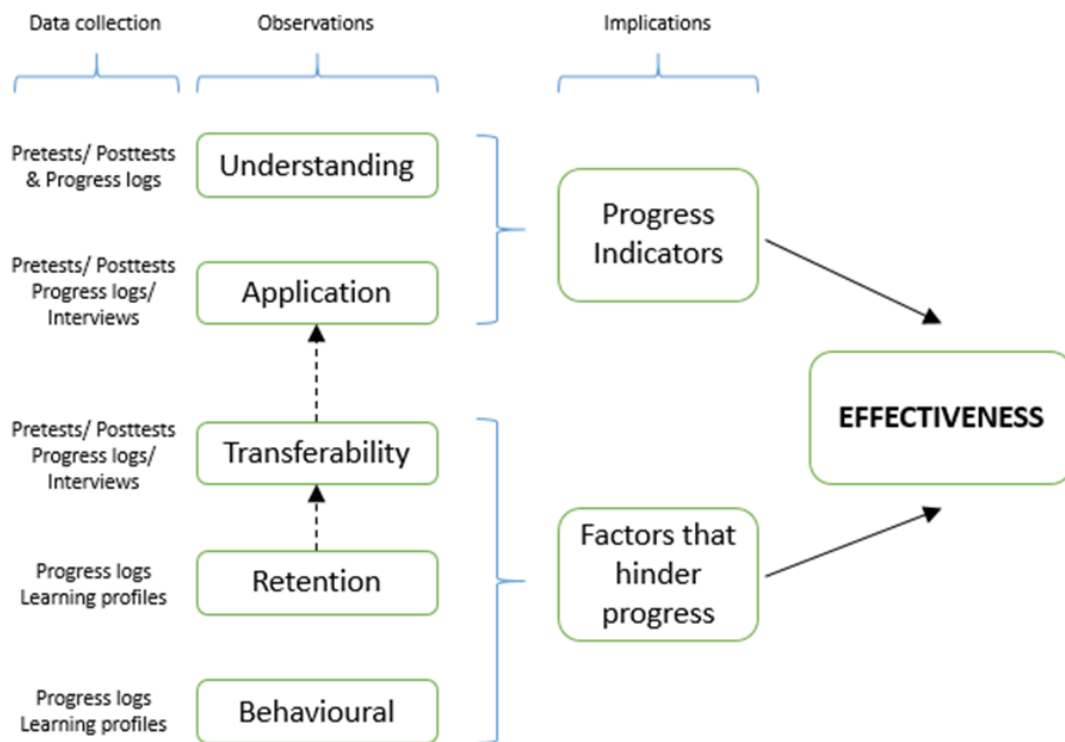 Data collection
Observations
Implications
Pretests/ Posttests
& Progress logs
Understanding
Progress
Indicators
Pretests/ Posttests
Progress logs/
Interviews
Application
EFFECTIVENESS
Pretests/ Posttests
Progress logs/
Interviews
Transferability
Factors that
hinder
progress
Progress logs
Learning profiles
Retention
Progress logs
Learning profiles
Behavioural